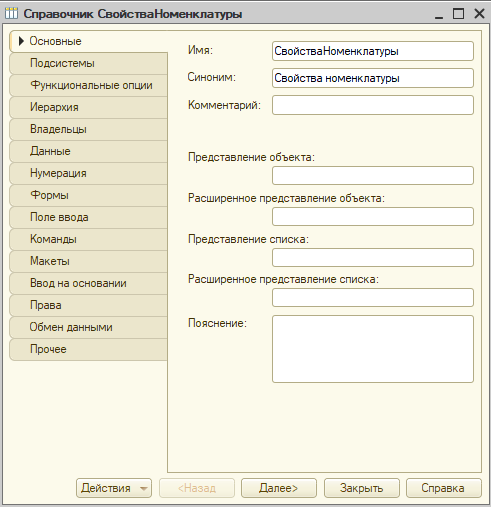 Справочник СвойстваНоменклатуры
Основные
Подсистемы
Функциональные опции
Иерархия
Владельцы
Данные
Нумерация
Формы
Поле ввода
Команды
Макеты
Ввод на основании
Права
Обмен данными
Прочее
Имя: СвойстваНоменклатуры
Синоним: Свойства номенклатуры
Комментарий:
Представление объекта:
Расширенное представление объекта:
Представление списка:
Расширенное представление списка:
Пояснение:
Действия <Назад Далее> Закрыть Справка